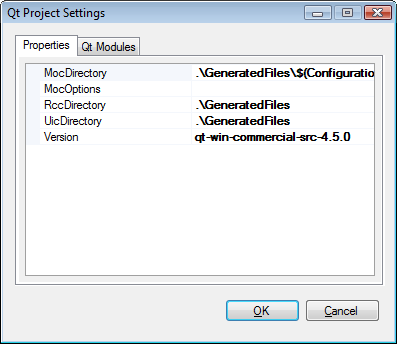 Qt Project Settings
Properties Qt Modules
MocDirectory .\GeneratedFiles\$(Configuratio
MocOptions
RccDirectory .\GeneratedFiles
UicDirectory .\GeneratedFiles
Version qt-win-commercial-src-4.5.0
OK Cancel